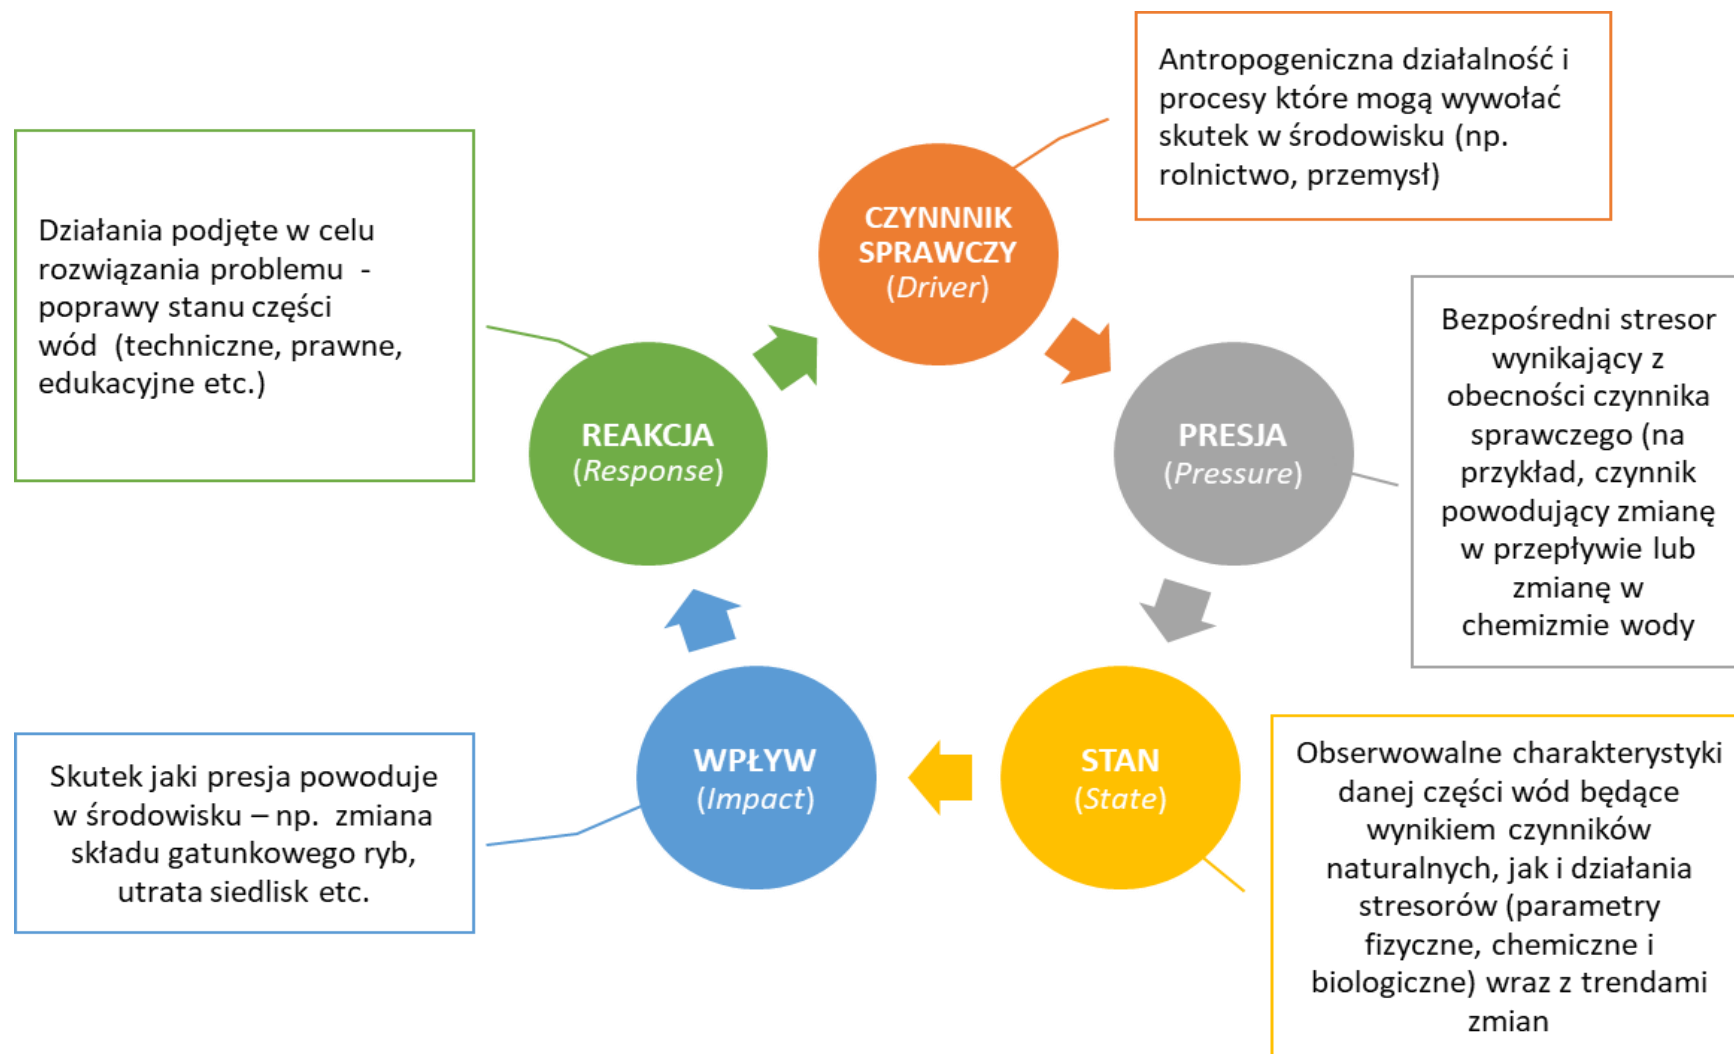 Antropogeniczna działalność i
procesy które mogą wywołać
skutek w środowisku (np.
rolnictwo, przemysł)
CZYNNNIK
SPRAWCZY
(Driver)
Działania podjęte w celu
rozwiązania problemu  -
poprawy stanu części
wód  (techniczne, prawne,
edukacyjne etc.)
REAKCJA
(Response)
PRESJA
(Pressure)
Bezpośredni stresor
wynikający z
obecności czynnika
sprawczego (na
przykład, czynnik
powodujący zmianę
w przepływie lub
zmianę w
chemizmie wody
WPŁYW
(Impact)
STAN
(State)
Skutek jaki presja powoduje
w środowisku – np.  zmiana
składu gatunkowego ryb,
utrata siedlisk etc.
Obserwowalne charakterystyki
danej części wód będące
wynikiem czynników
naturalnych, jak i działania
stresorów (parametry
fizyczne, chemiczne i
biologiczne) wraz z trendami
zmian